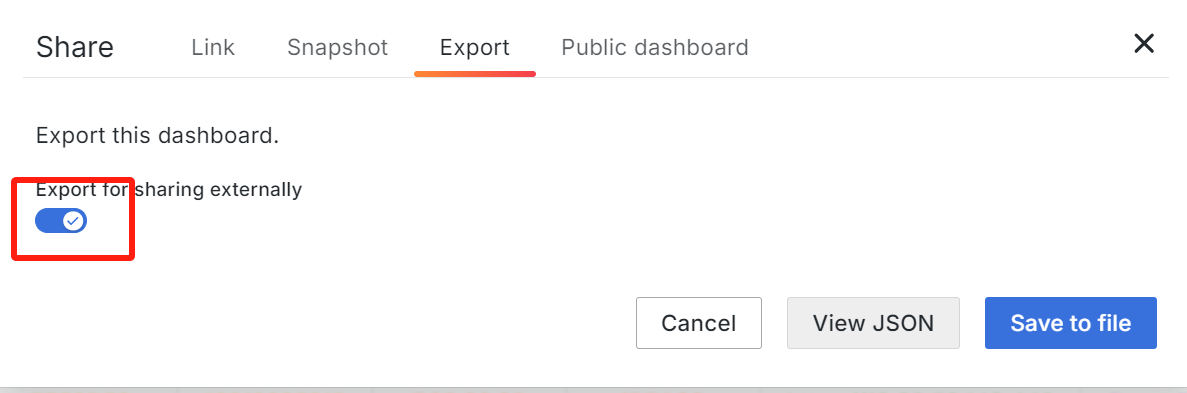 Share Link Snapshot Export Public dashboard
Export this dashboard.
Export for sharing externally
Cancel View JSON Save to file